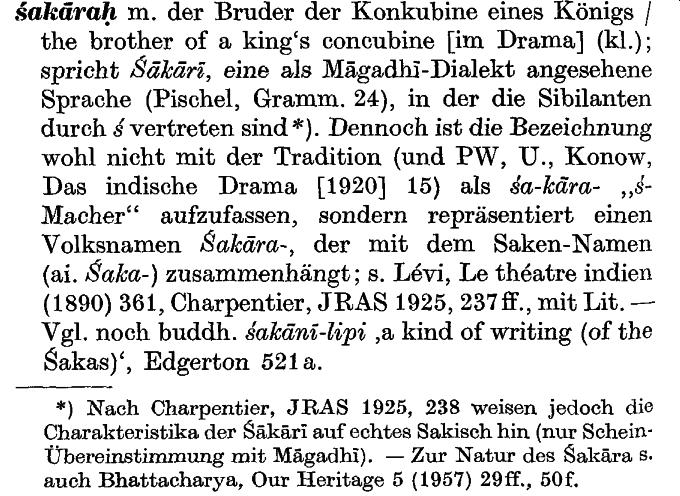 śakāraḥ m. der Bruder der Konkubine eines Königs /
the brother of a king‘s concubine [im Drama] (kl.);
spricht Śākārī, eine als Māgadhī-Dialekt angesehene
Sprache (Pischel, Gramm. 24), in der die Sibilanten
durch ś vertreten sind*). Dennoch ist die Bezeichnung
wohl nicht mit der Tradition (und PW, U., Konow,
Das indische Drama [1920] 15) als śa-kāra- „ś-
Macher“ aufzufassen, sondern repräsentiert einen
Volksnamen Śakāra-, der mit dem Saken-Namen
(ai. Śaka-) zusammenhängt; s. Lévi, Le théatre indien
(1890) 361, Charpentier, JRAS 1925, 237ff., mit Lit. —
Vgl. noch buddh. śakānī-lipi ‚a kind of writing (of the
Śakas)‘, Edgerton 521a.
*) Nach Charpentier, JRAS 1925, 238 weisen jedoch die
Charakteristika der Śākārī auf echtes Sakisch hin (nur Schein-
Übereinstimmung mit Māgadhī). — Zur Natur des Śakāra s.
auch Bhattacharya, Our Heritage 5 (1957) 29ff., 50f.